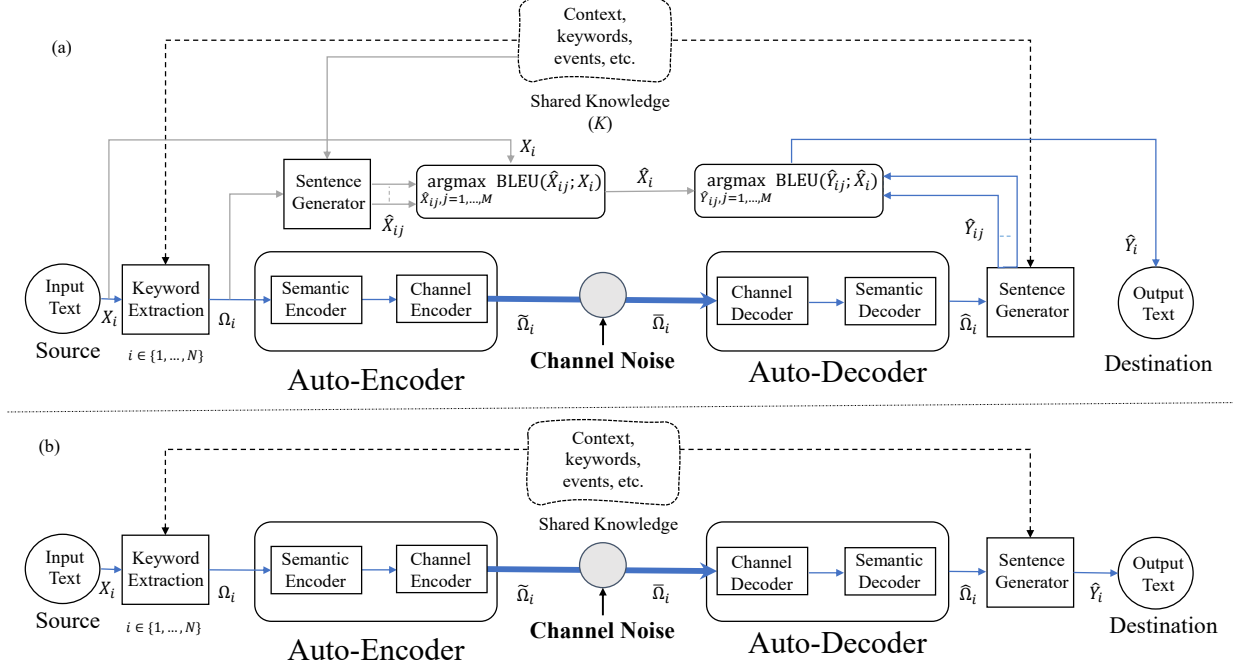 (a)
Context,
keywords,
events, etc.
Shared Knowledge
(K)
X_i
Sentence
Generator
argmax BLEU(X̂_ij; X_i)
X̂_ij, j=1,...,M
X̂_i
argmax BLEU(Ŷ_ij; X̂_i)
Ŷ_ij, j=1,...,M
X̂_ij
Ŷ_ij
Ŷ_i
Input
Text
X_i
Source
Keyword
Extraction
i ∈ {1, ..., N}
Ω_i
Semantic
Encoder
Channel
Encoder
Auto-Encoder
Ω̃_i
Channel Noise
Ω̅_i
Channel
Decoder
Semantic
Decoder
Auto-Decoder
Ω̂_i
Sentence
Generator
Output
Text
Destination
(b)
Context,
keywords,
events, etc.
Shared Knowledge
Input
Text
X_i
Source
Keyword
Extraction
i ∈ {1, ..., N}
Ω_i
Semantic
Encoder
Channel
Encoder
Auto-Encoder
Ω̃_i
Channel Noise
Ω̅_i
Channel
Decoder
Semantic
Decoder
Auto-Decoder
Ω̂_i
Sentence
Generator
Ŷ_i
Output
Text
Destination